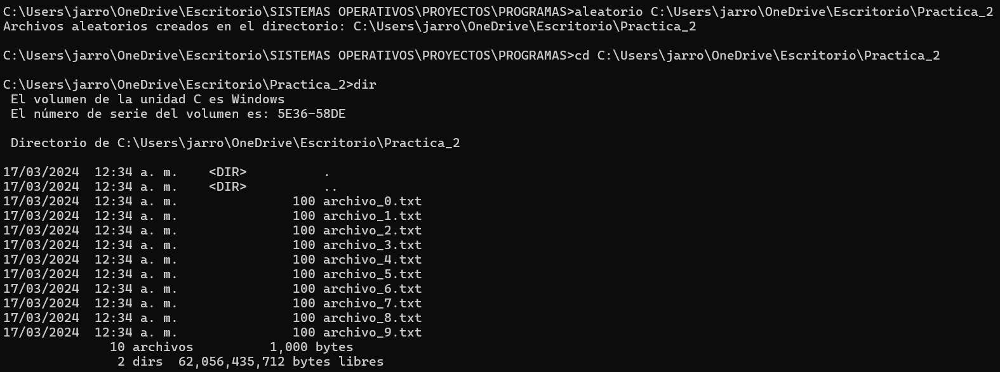 C:\Users\jarro\OneDrive\Escritorio\SISTEMAS OPERATIVOS\PROYECTOS\PROGRAMAS>aleatorio C:\Users\jarro\OneDrive\Escritorio\Practica_2
Archivos aleatorios creados en el directorio: C:\Users\jarro\OneDrive\Escritorio\Practica_2
C:\Users\jarro\OneDrive\Escritorio\SISTEMAS OPERATIVOS\PROYECTOS\PROGRAMAS>cd C:\Users\jarro\OneDrive\Escritorio\Practica_2
C:\Users\jarro\OneDrive\Escritorio\Practica_2>dir
El volumen de la unidad C es Windows
El número de serie del volumen es: 5E36-58DE
Directorio de C:\Users\jarro\OneDrive\Escritorio\Practica_2
17/03/2024  12:34 a. m.    <DIR>          .
17/03/2024  12:34 a. m.    <DIR>          ..
17/03/2024  12:34 a. m.               100 archivo_0.txt
17/03/2024  12:34 a. m.               100 archivo_1.txt
17/03/2024  12:34 a. m.               100 archivo_2.txt
17/03/2024  12:34 a. m.               100 archivo_3.txt
17/03/2024  12:34 a. m.               100 archivo_4.txt
17/03/2024  12:34 a. m.               100 archivo_5.txt
17/03/2024  12:34 a. m.               100 archivo_6.txt
17/03/2024  12:34 a. m.               100 archivo_7.txt
17/03/2024  12:34 a. m.               100 archivo_8.txt
17/03/2024  12:34 a. m.               100 archivo_9.txt
10 archivos          1,000 bytes
2 dirs  62,056,435,712 bytes libres